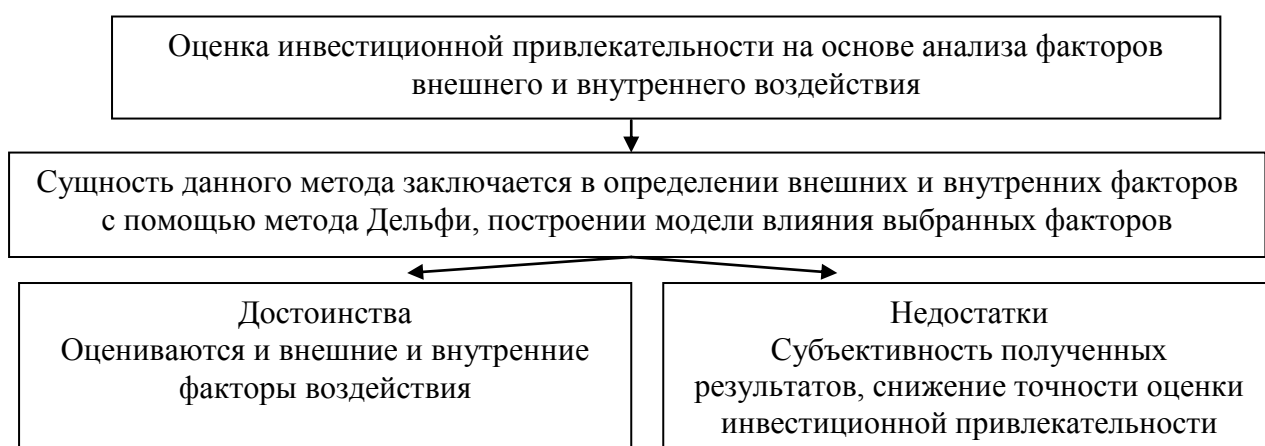 Оценка инвестиционной привлекательности на основе анализа факторов
внешнего и внутреннего воздействия
Сущность данного метода заключается в определении внешних и внутренних факторов
с помощью метода Дельфи, построении модели влияния выбранных факторов
Достоинства
Оцениваются и внешние и внутренние
факторы воздействия
Недостатки
Субъективность полученных
результатов, снижение точности оценки
инвестиционной привлекательности